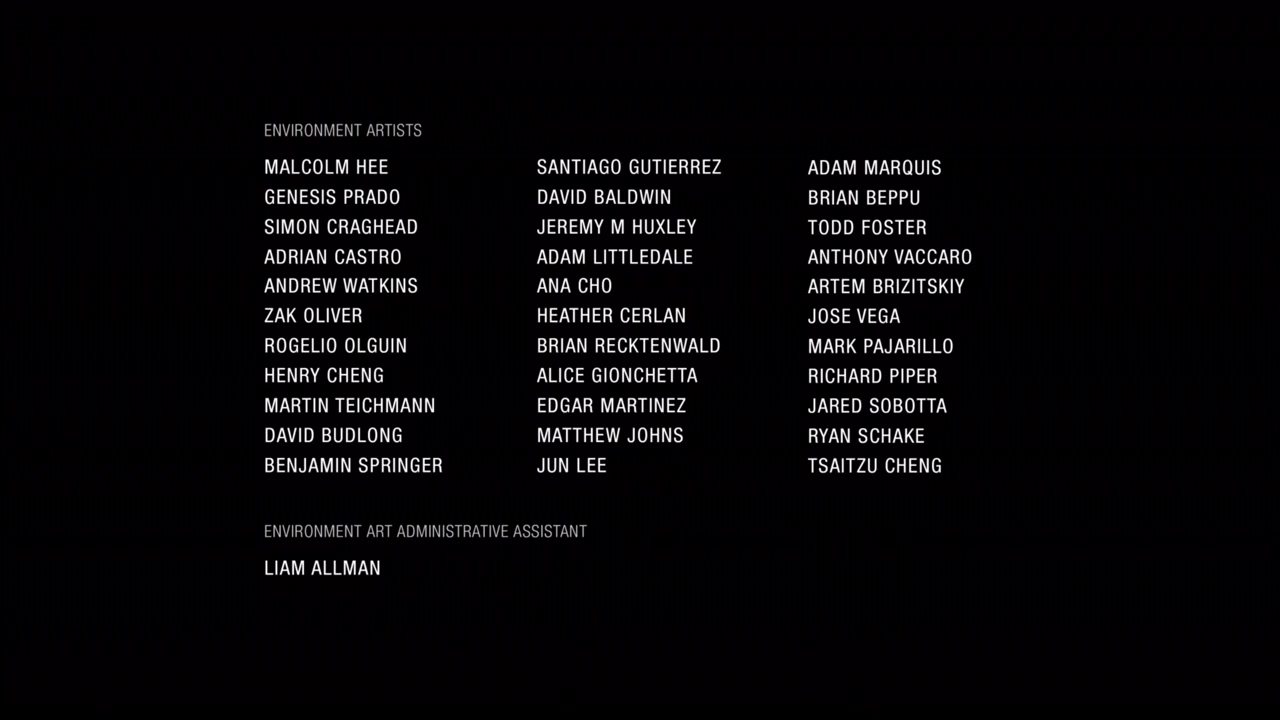 ENVIRONMENT ARTISTS
MALCOLM HEE SANTIAGO GUTIERREZ ADAM MARQUIS
GENESIS PRADO DAVID BALDWIN BRIAN BEPPU
SIMON CRAGHEAD JEREMY M HUXLEY TODD FOSTER
ADRIAN CASTRO ADAM LITTLEDALE ANTHONY VACCARO
ANDREW WATKINS ANA CHO ARTEM BRIZITSKIY
ZAK OLIVER HEATHER CERLAN JOSE VEGA
ROGELIO OLGUIN BRIAN RECKTENWALD MARK PAJARILLO
HENRY CHENG ALICE GIONCHETTA RICHARD PIPER
MARTIN TEICHMANN EDGAR MARTINEZ JARED SOBOTTA
DAVID BUDLONG MATTHEW JOHNS RYAN SCHAKE
BENJAMIN SPRINGER JUN LEE TSAITZU CHENG
ENVIRONMENT ART ADMINISTRATIVE ASSISTANT
LIAM ALLMAN